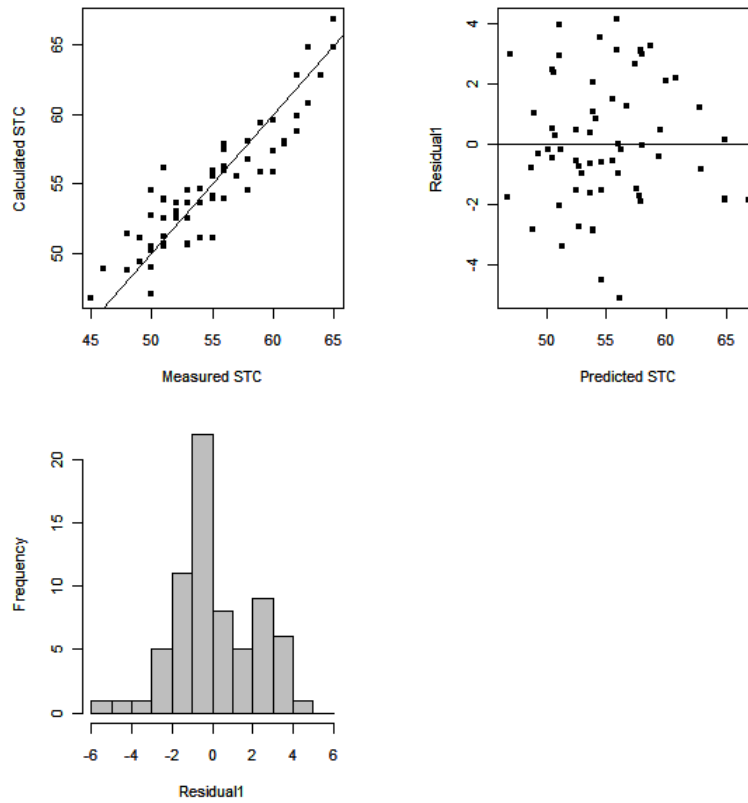 Calculated STC
65
60
55
50
45 50 55 60 65
Measured STC
Residual1
4
2
0
-2
-4
50 55 60 65
Predicted STC
Frequency
20
15
10
5
0
-6 -4 -2 0 2 4 6
Residual1